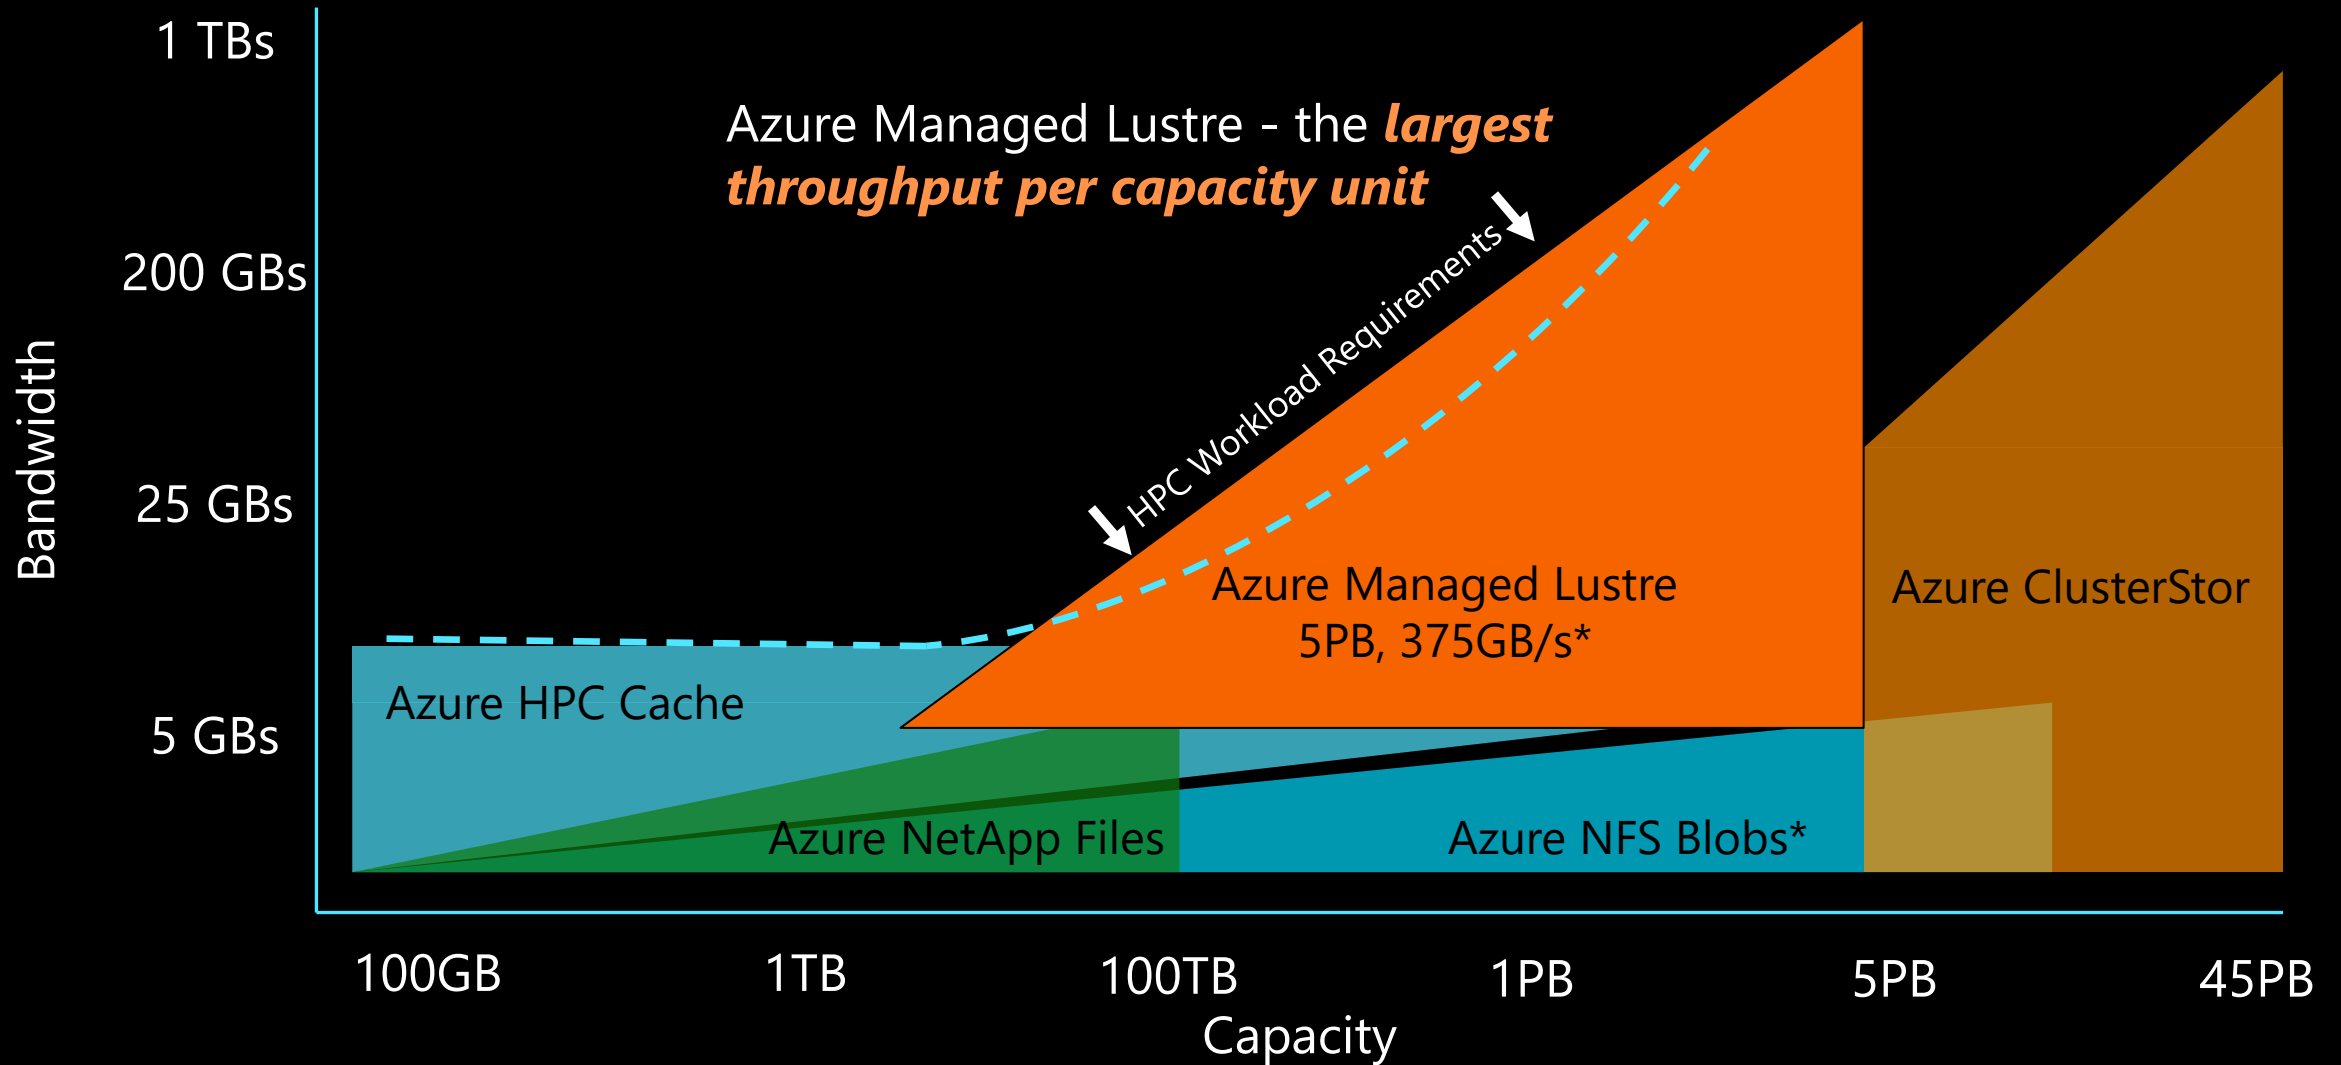 1 TBs
Azure Managed Lustre - the largest
throughput per capacity unit
200 GBs
HPC Workload Requirements
Bandwidth
25 GBs
Azure Managed Lustre
5PB, 375GB/s*
Azure ClusterStor
Azure HPC Cache
5 GBs
Azure NetApp Files
Azure NFS Blobs*
100GB
1TB
100TB
1PB
5PB
45PB
Capacity